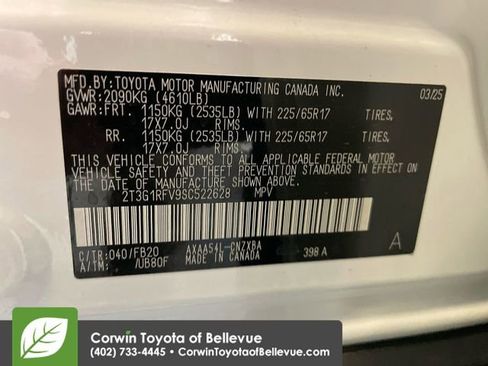 MFD.BY:TOYOTA MOTOR MANUFACTURING CANADA INC. 03/25
GVWR:2090KG (4610LB)
GAWR:FRT. 1150KG (2535LB) WITH 225/65R17 TIRES,
17X7.0J RIMS,
RR. 1150KG (2535LB) WITH 225/65R17 TIRES,
17X7.0J RIMS,
THIS VEHICLE CONFORMS TO ALL APPLICABLE FEDERAL MOTOR
VEHICLE SAFETY AND THEFT PREVENTION STANDARDS IN EFFECT
ON THE DATE OF MANUFACTURE SHOWN ABOVE.
2T3G1RFV9SC522628 MPV
C/TR:040/FB20 AXAA54L-CNZXBA 398 A A
A/TM: /UB80F MADE IN CANADA
Corwin Toyota of Bellevue
(402) 733-4445 • CorwinToyotaofBellevue.com